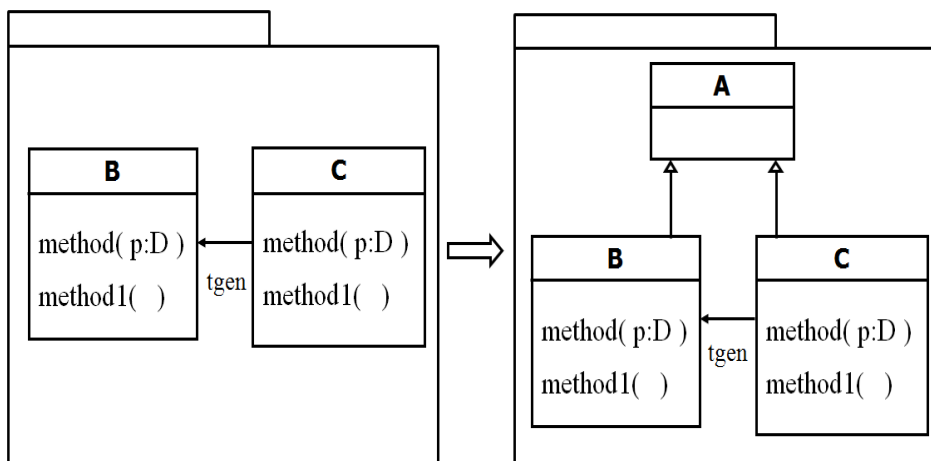 B
method( p:D )
method1( )
tgen
C
method( p:D )
method1( )
A
B
method( p:D )
method1( )
tgen
C
method( p:D )
method1( )